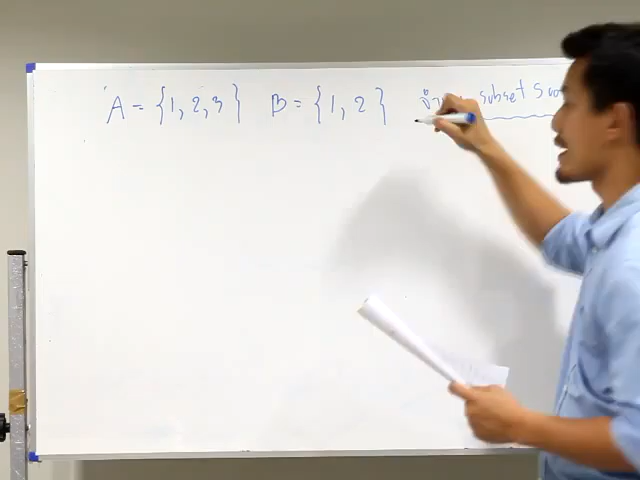 A = {1, 2, 3} B = {1, 2} subset